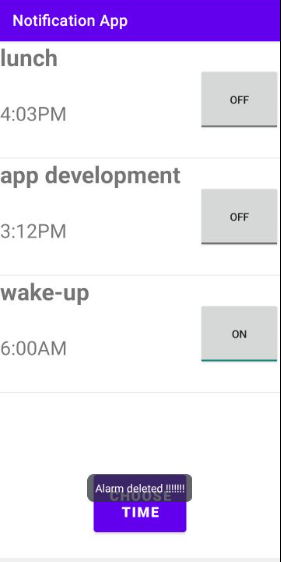 Notification App
lunch
OFF
4:03PM
app development
OFF
3:12PM
wake-up
ON
6:00AM
Alarm deleted !!!!!!!
CHOOSE
TIME